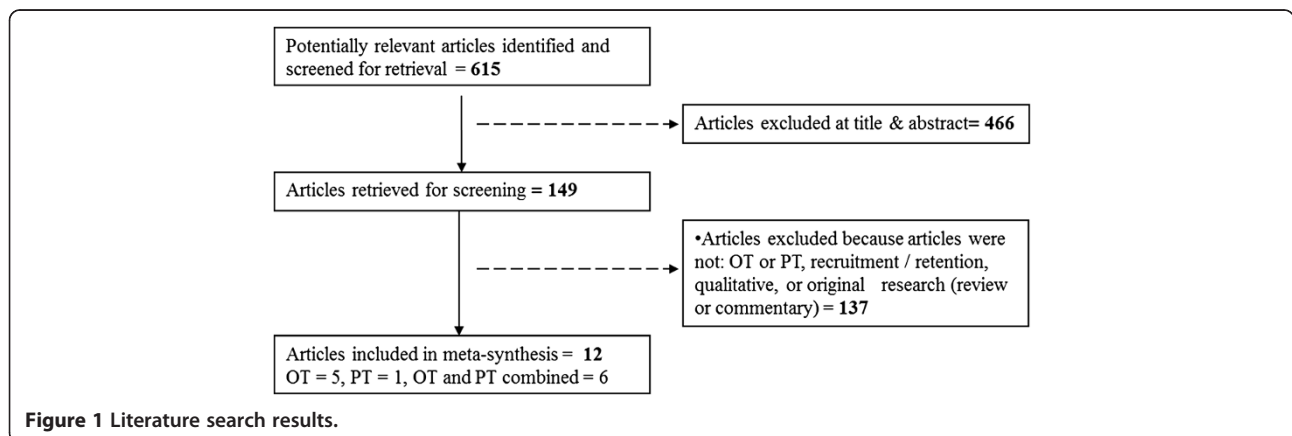 Potentially relevant articles identified and
screened for retrieval = 615
Articles excluded at title & abstract= 466
Articles retrieved for screening = 149
•Articles excluded because articles were
not: OT or PT, recruitment / retention,
qualitative, or original research (review
or commentary) = 137
Articles included in meta-synthesis = 12
OT = 5, PT = 1, OT and PT combined = 6
Figure 1 Literature search results.